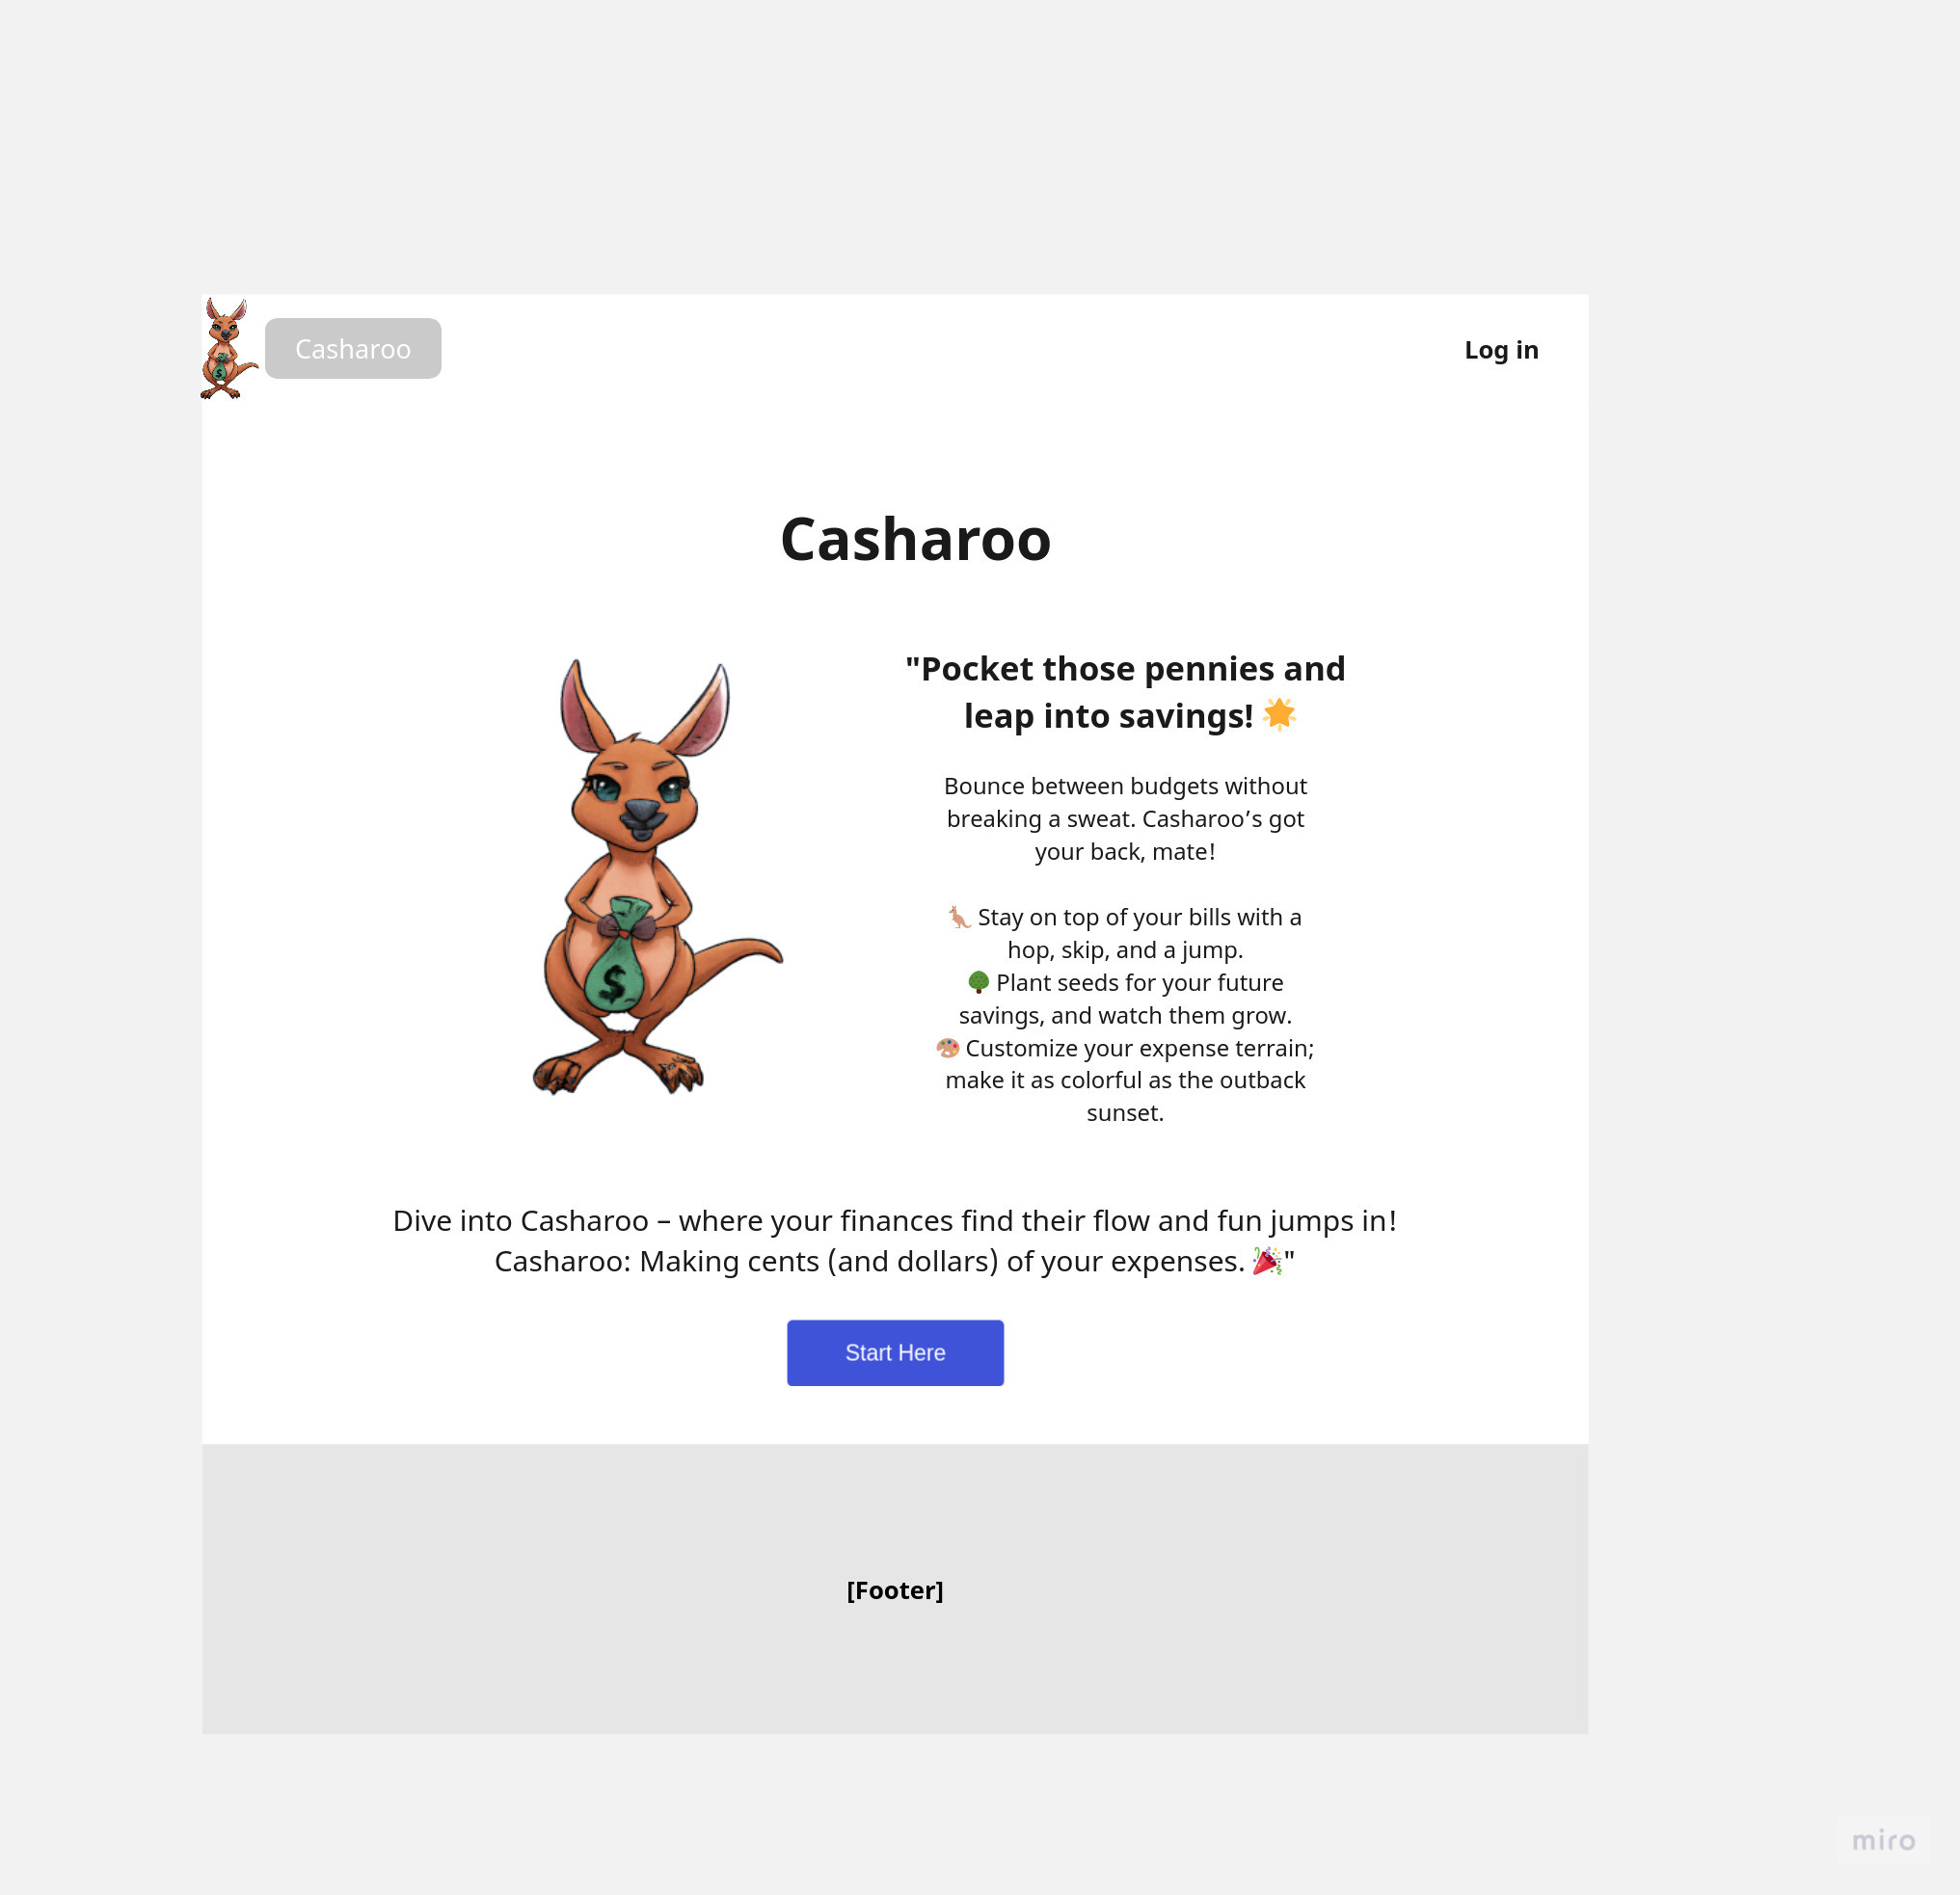 Casharoo
Log in
Casharoo
"Pocket those pennies and
leap into savings! 🌟
Bounce between budgets without
breaking a sweat. Casharoo’s got
your back, mate!
🦘 Stay on top of your bills with a
hop, skip, and a jump.
🌳 Plant seeds for your future
savings, and watch them grow.
🎨 Customize your expense terrain;
make it as colorful as the outback
sunset.
Dive into Casharoo – where your finances find their flow and fun jumps in!
Casharoo: Making cents (and dollars) of your expenses. 🎉"
Start Here
[Footer]
miro